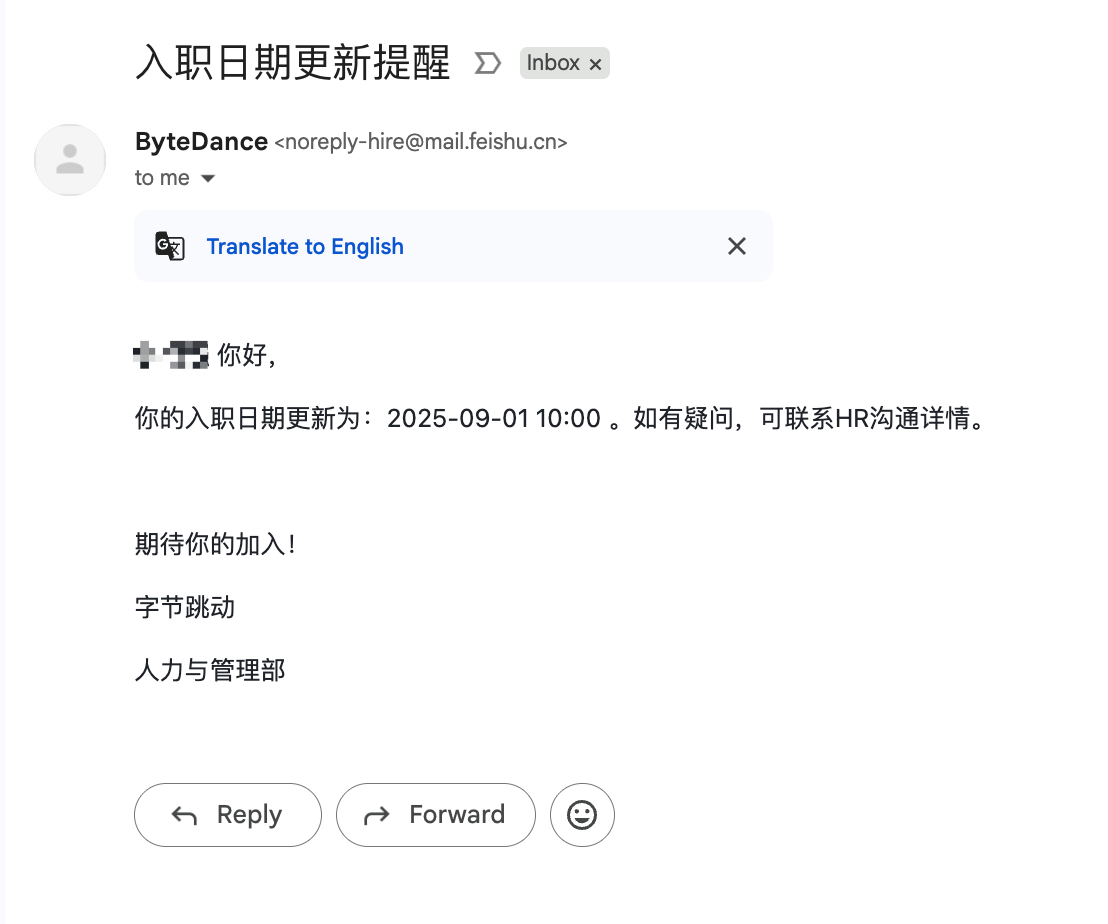 入职日期更新提醒 Inbox ×
ByteDance <noreply-hire@mail.feishu.cn>
to me
Translate to English
你好，
你的入职日期更新为：2025-09-01 10:00 。如有疑问，可联系HR沟通详情。
期待你的加入！
字节跳动
人力与管理部
Reply Forward